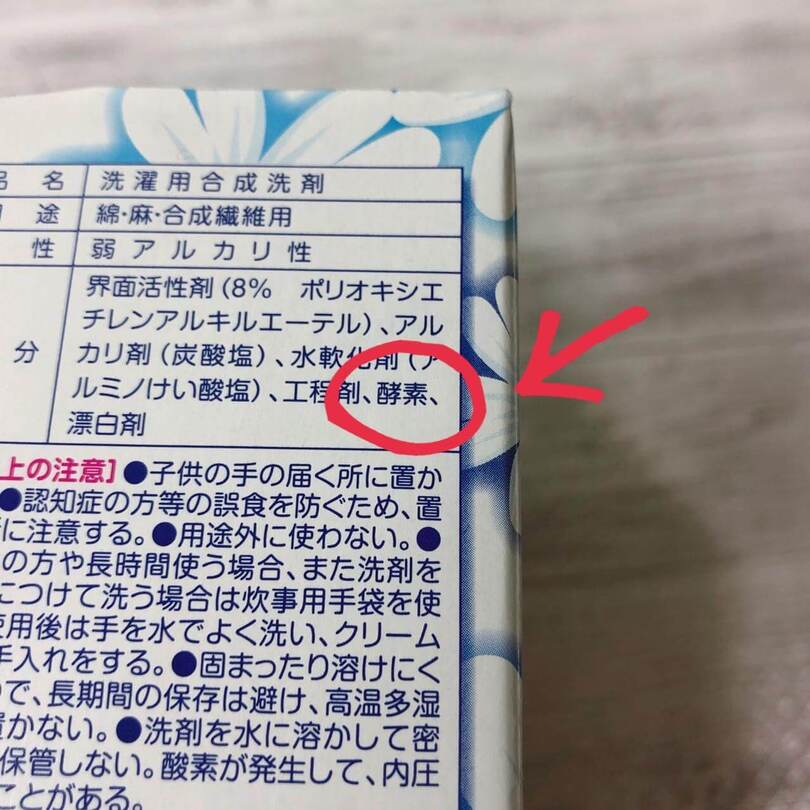 名 洗濯用合成洗剤
途 綿・麻・合成繊維用
性 弱アルカリ性
界面活性剤(8% ポリオキシエ
チレンアルキルエーテル)、アル
分 カリ剤(炭酸塩)、水軟化剤(ア
ルミノけい酸塩)、工程剤、酵素、
漂白剤
上の注意]●子供の手の届く所に置か
●認知症の方等の誤食を防ぐため、置
に注意する。●用途外に使わない。●
の方や長時間使う場合、また洗剤を
につけて洗う場合は炊事用手袋を使
使用後は手を水でよく洗い、クリーム
手入れをする。●固まったり溶けにく
で、長期間の保存は避け、高温多湿
置かない。●洗剤を水に溶かして密
保管しない。酸素が発生して、内圧
ことがある。